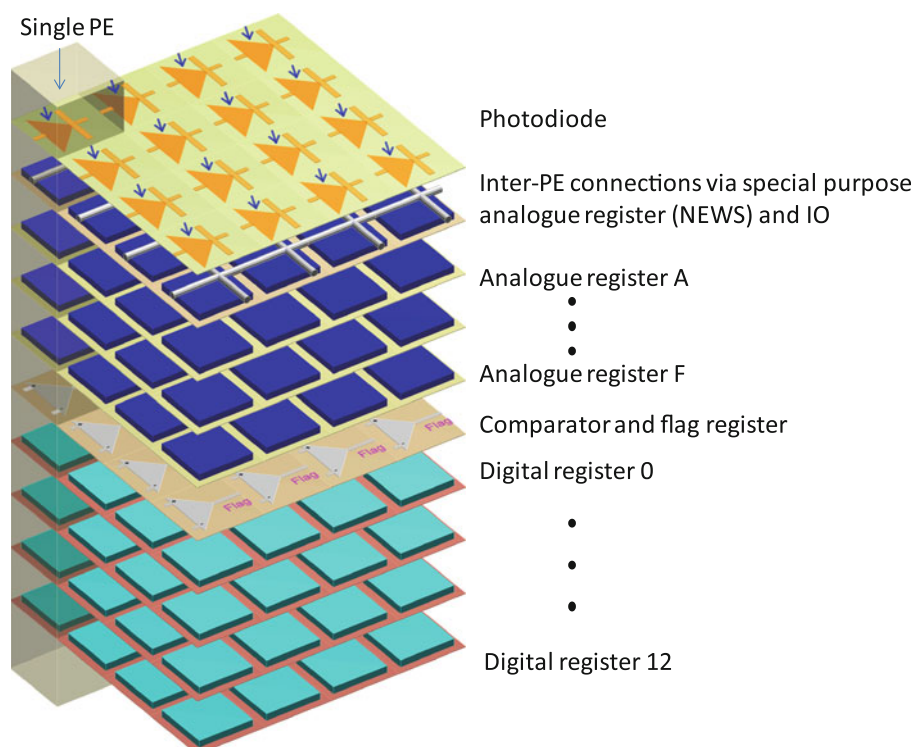 Single PE
Photodiode
Inter-PE connections via special purpose
analogue register (NEWS) and IO
Analogue register A
Analogue register F
Comparator and flag register
Flag
Flag
Flag
Flag
Digital register 0
Digital register 12